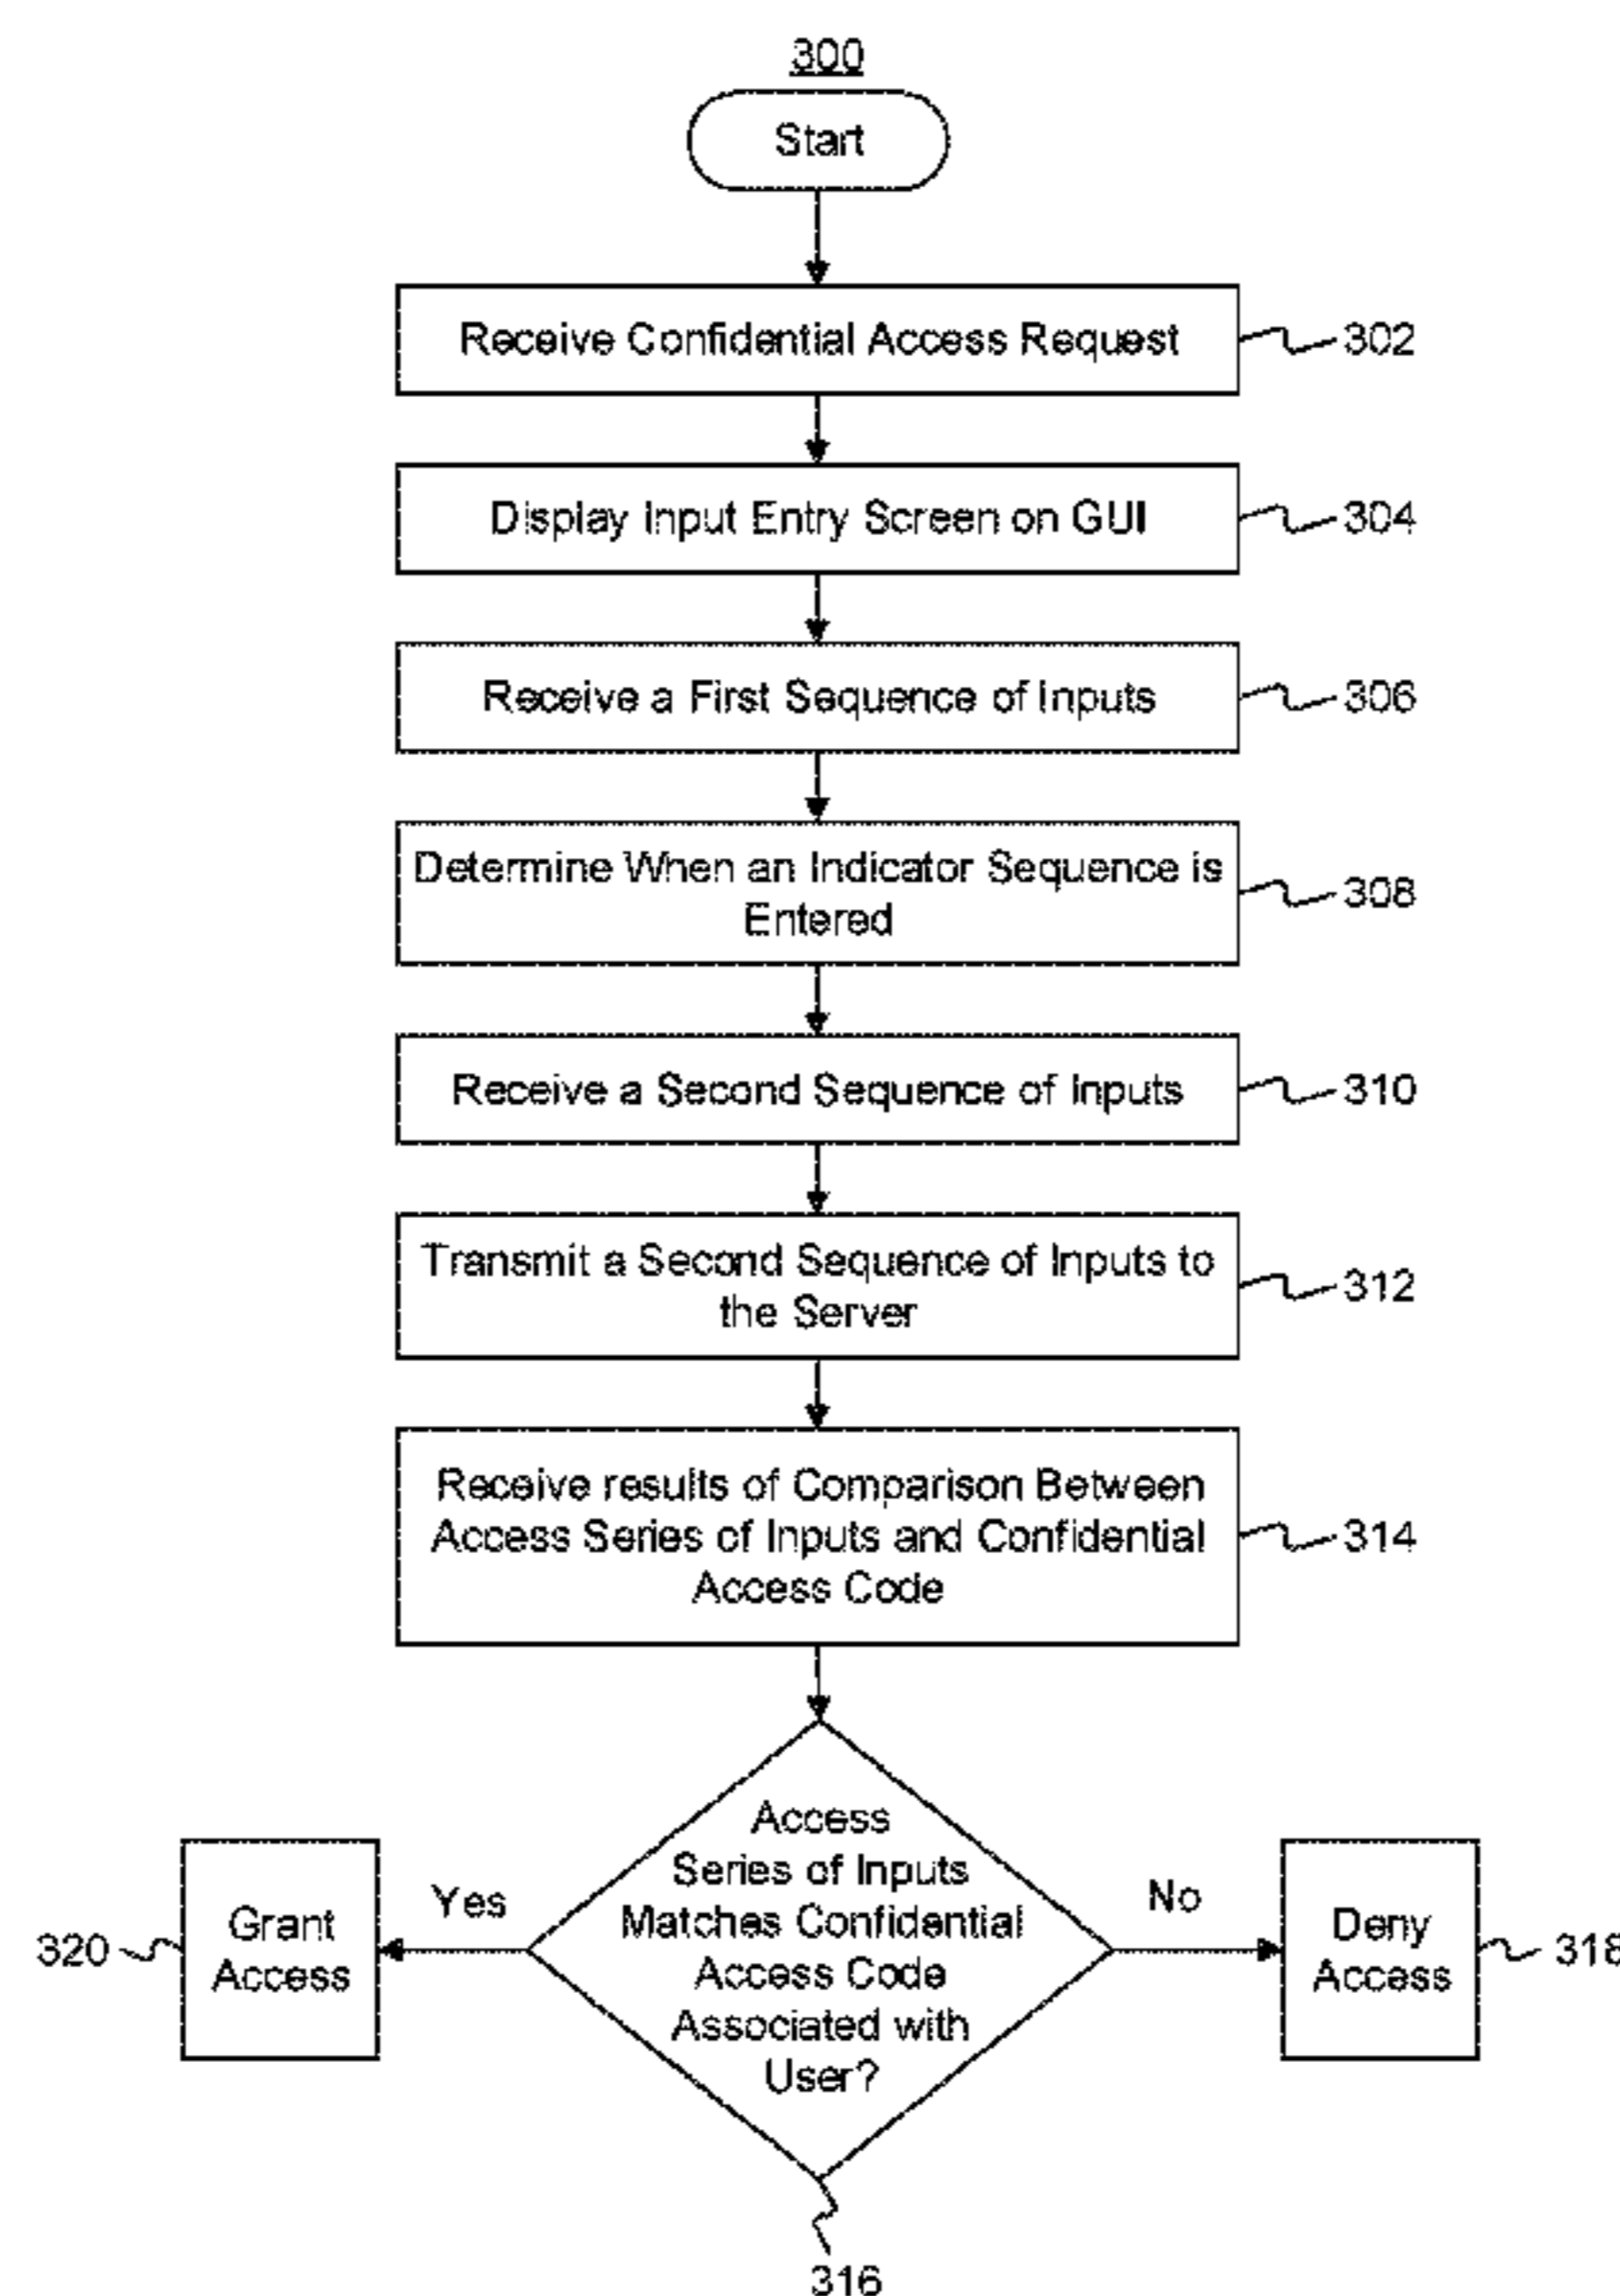 300
Start
Receive Confidential Access Request
302
Display Input Entry Screen on GUI
304
Receive a First Sequence of Inputs
306
Determine When an Indicator Sequence is
Entered
308
Receive a Second Sequence of Inputs
310
Transmit a Second Sequence of Inputs to
the Server
312
Receive results of Comparison Between
Access Series of Inputs and Confidential
Access Code
314
Access
Series of Inputs
Matches Confidential
Access Code
Associated with
User?
316
Yes
Grant
Access
320
No
Deny
Access
318